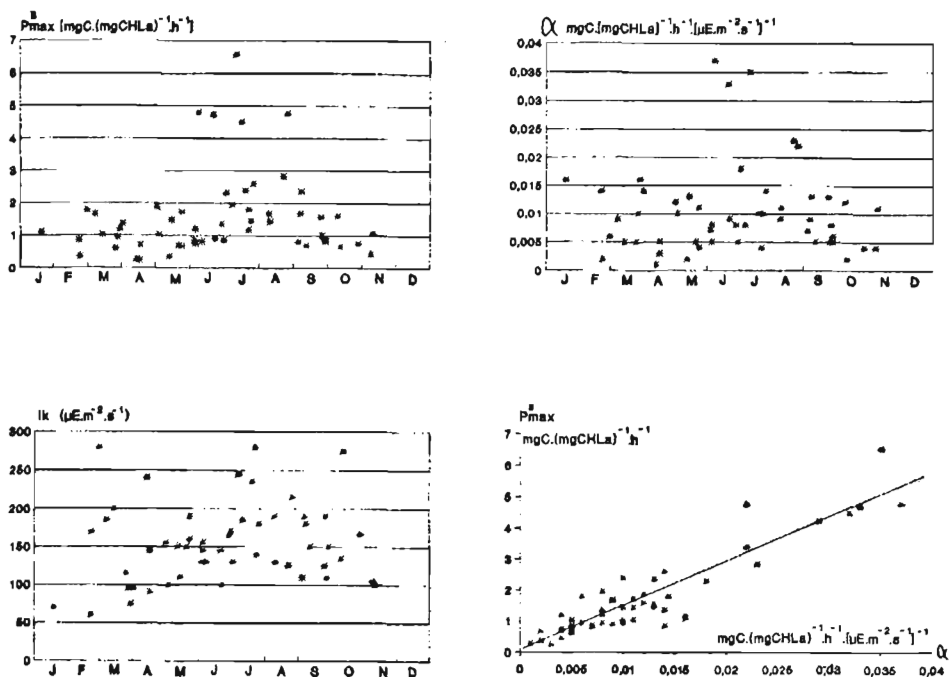 B
Pmax [mgC.(mgCHLa)⁻¹.h⁻¹]
7
6
5
4
3
2
1
0
J F M A M J J A S O N D
α mgC.[mgCHLa)⁻¹.h⁻¹.[µE.m⁻².s⁻¹]⁻¹
0,04
0,035
0,03
0,025
0,02
0,015
0,01
0,005
0
J F M A M J J A S O N D
Ik (µE.m⁻².s⁻¹)
300
250
200
150
100
50
0
J F M A M J J A S O N D
B
Pmax
mgC.(mgCHLa)⁻¹.h⁻¹
7
6
5
4
3
2
1
0
mgC.(mgCHLa)⁻¹.h⁻¹.[µE.m⁻².s⁻¹]⁻¹
0 0,005 0,01 0,015 0,02 0,025 0,03 0,035 0,04 α